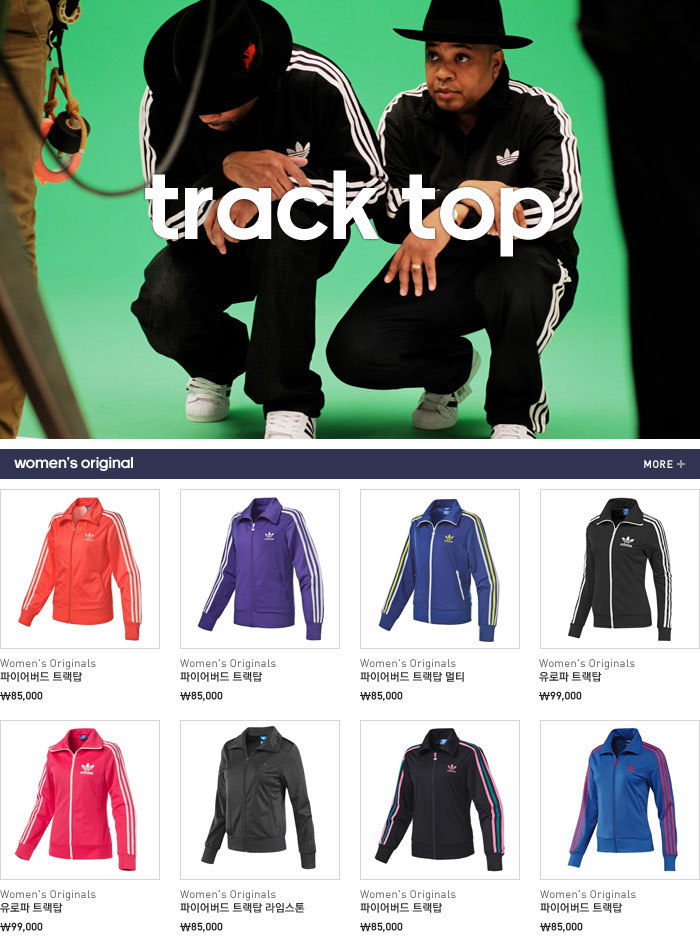 track top
women's original
MORE +
Women's Originals
파이어버드 트랙탑
₩85,000
Women's Originals
파이어버드 트랙탑
₩85,000
Women's Originals
파이어버드 트랙탑 멀티
₩85,000
Women's Originals
유로파 트랙탑
₩99,000
Women's Originals
유로파 트랙탑
₩99,000
Women's Originals
파이어버드 트랙탑 라임스톤
₩85,000
Women's Originals
파이어버드 트랙탑
₩85,000
Women's Originals
파이어버드 트랙탑
₩85,000